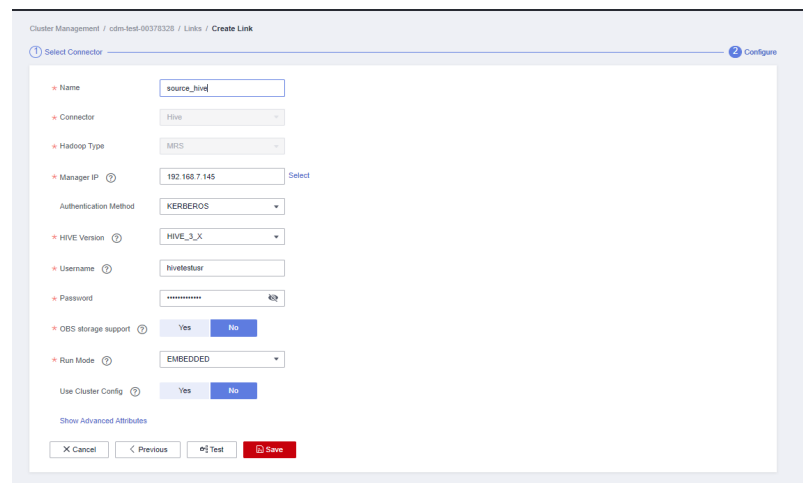 Cluster Management / cdm-test-00378328 / Links / Create Link
1 Select Connector 2 Configure
* Name source_hive
* Connector Hive
* Hadoop Type MRS
* Manager IP ? 192.168.7.145 Select
Authentication Method KERBEROS
* HIVE Version ? HIVE_3_X
* Username ? hivetestusr
* Password •••••••••••••
* OBS storage support ? Yes No
* Run Mode ? EMBEDDED
Use Cluster Config ? Yes No
Show Advanced Attributes
Cancel Previous Test Save